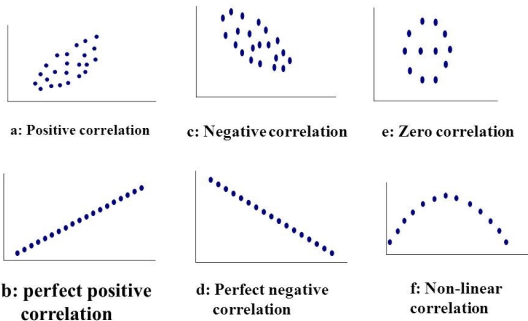 a: Positive correlation
c: Negative correlation
e: Zero correlation
b: perfect positive
correlation
d: Perfect negative
correlation
f: Non-linear
correlation